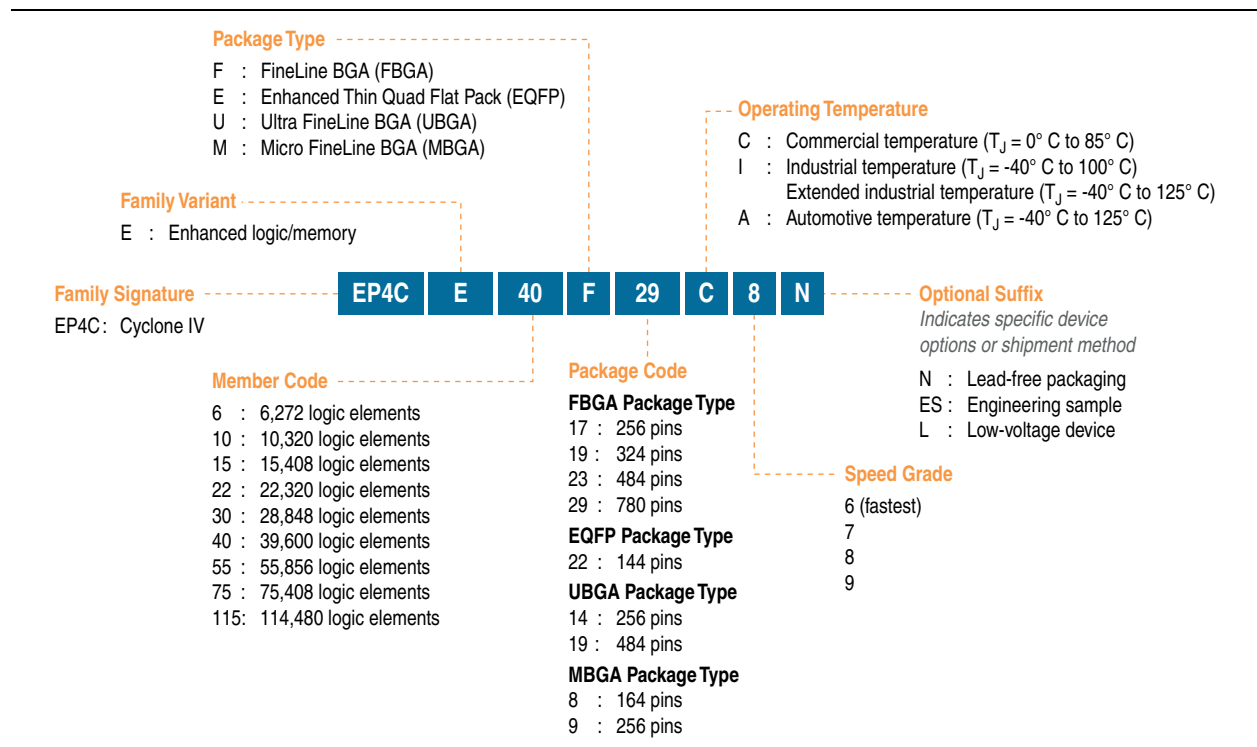 Package Type
F : FineLine BGA (FBGA)
E : Enhanced Thin Quad Flat Pack (EQFP)
U : Ultra FineLine BGA (UBGA)
M : Micro FineLine BGA (MBGA)
Operating Temperature
C : Commercial temperature (TJ = 0° C to 85° C)
I : Industrial temperature (TJ = -40° C to 100° C)
Extended industrial temperature (TJ = -40° C to 125° C)
A : Automotive temperature (TJ = -40° C to 125° C)
Family Variant
E : Enhanced logic/memory
Family Signature
EP4C : Cyclone IV
EP4C E 40 F 29 C 8 N
Optional Suffix
Indicates specific device
options or shipment method
N : Lead-free packaging
ES : Engineering sample
L : Low-voltage device
Member Code
6 : 6,272 logic elements
10 : 10,320 logic elements
15 : 15,408 logic elements
22 : 22,320 logic elements
30 : 28,848 logic elements
40 : 39,600 logic elements
55 : 55,856 logic elements
75 : 75,408 logic elements
115: 114,480 logic elements
Package Code
FBGA Package Type
17 : 256 pins
19 : 324 pins
23 : 484 pins
29 : 780 pins
EQFP Package Type
22 : 144 pins
UBGA Package Type
14 : 256 pins
19 : 484 pins
MBGA Package Type
8 : 164 pins
9 : 256 pins
Speed Grade
6 (fastest)
7
8
9